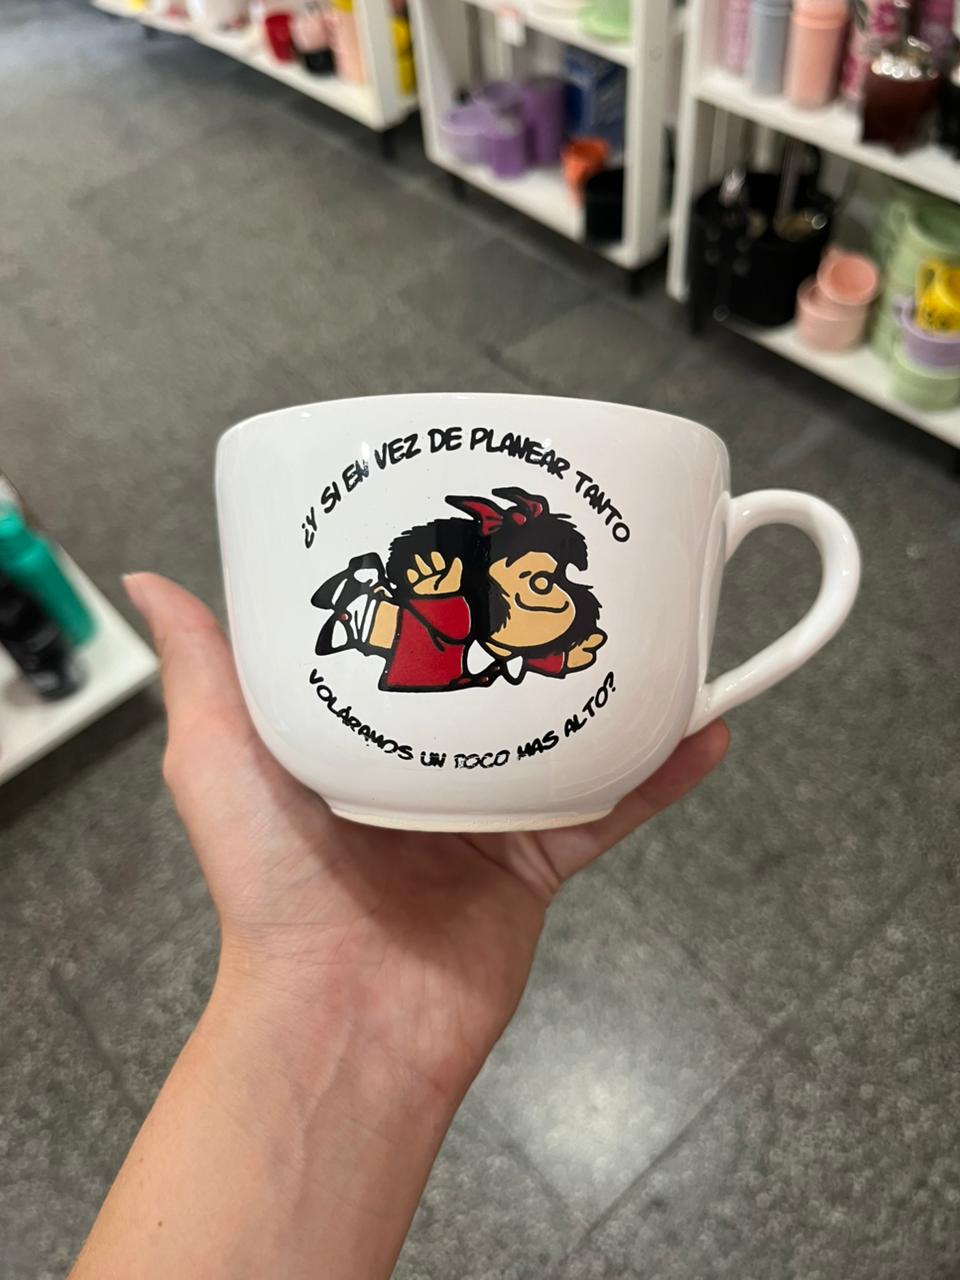 ¿Y SI EN VEZ DE PLANEAR TANTO
VOLÁRAMOS UN POCO MAS ALTO?